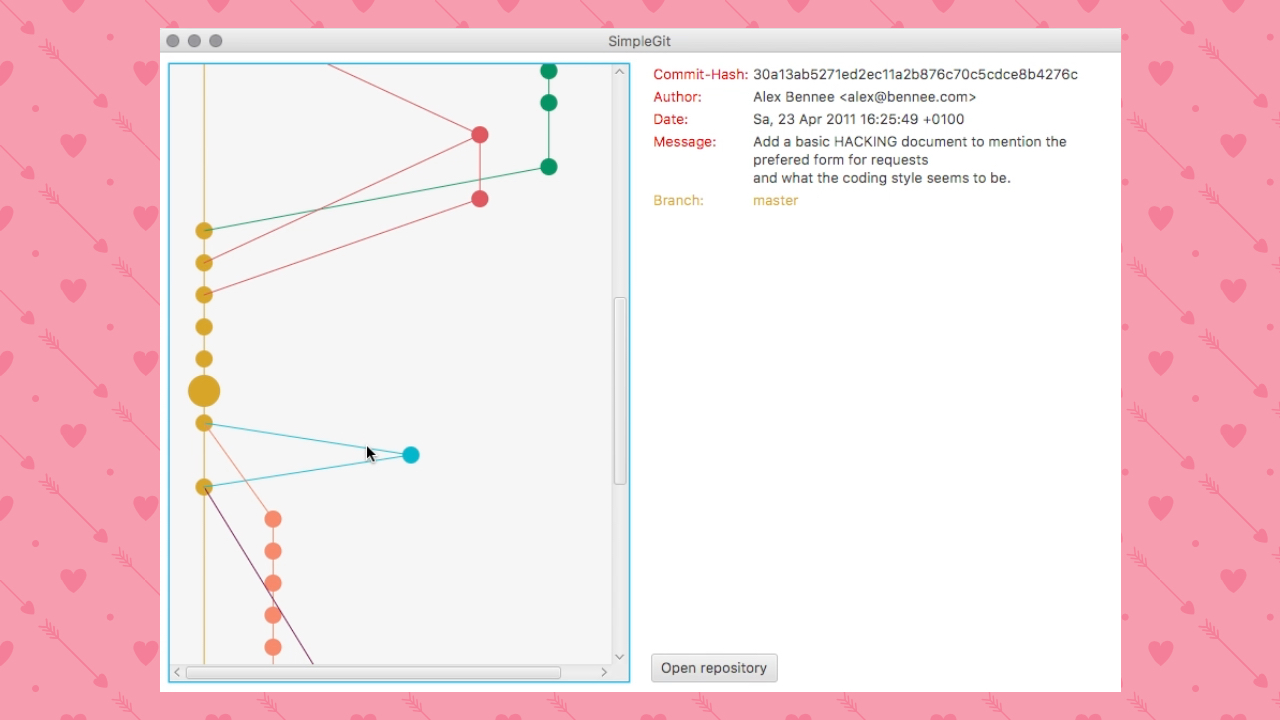 SimpleGit
Commit-Hash: 30a13ab5271ed2ec11a2b876c70c5cdce8b4276c
Author: Alex Bennee <alex@bennee.com>
Date: Sa, 23 Apr 2011 16:25:49 +0100
Message: Add a basic HACKING document to mention the
prefered form for requests
and what the coding style seems to be.
Branch: master
Open repository